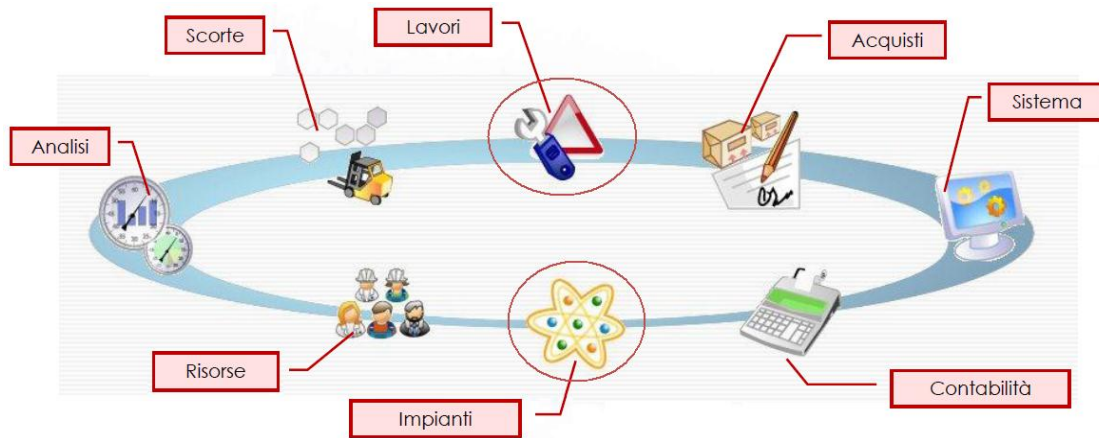 Scorte
Lavori
Acquisti
Sistema
Analisi
Risorse
Impianti
Contabilità